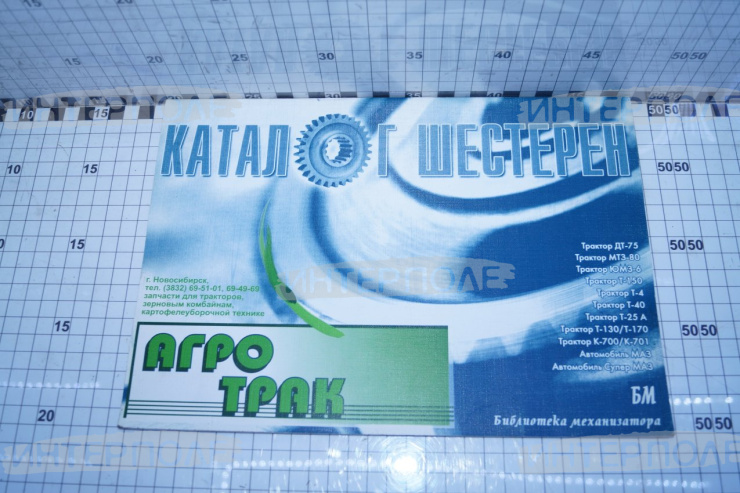 КАТАЛОГ ШЕСТЕРЕН
Трактор ДТ-75
Трактор МТЗ-80
Трактор ЮМЗ-6
Трактор Т-150
Трактор Т-4
Трактор Т-40
Трактор Т-25 А
Трактор Т-130/Т-170
Трактор К-700/К-701
Автомобиль МАЗ
Автомобиль Супер МАЗ
г. Новосибирск,
тел. (3832) 69-51-01, 69-49-69
запчасти для тракторов,
зерновым комбайнам,
картофелеуборочной технике
АГРО
ТРАК
БМ
Библиотека механизатора
ИНТЕРПОЛЕ